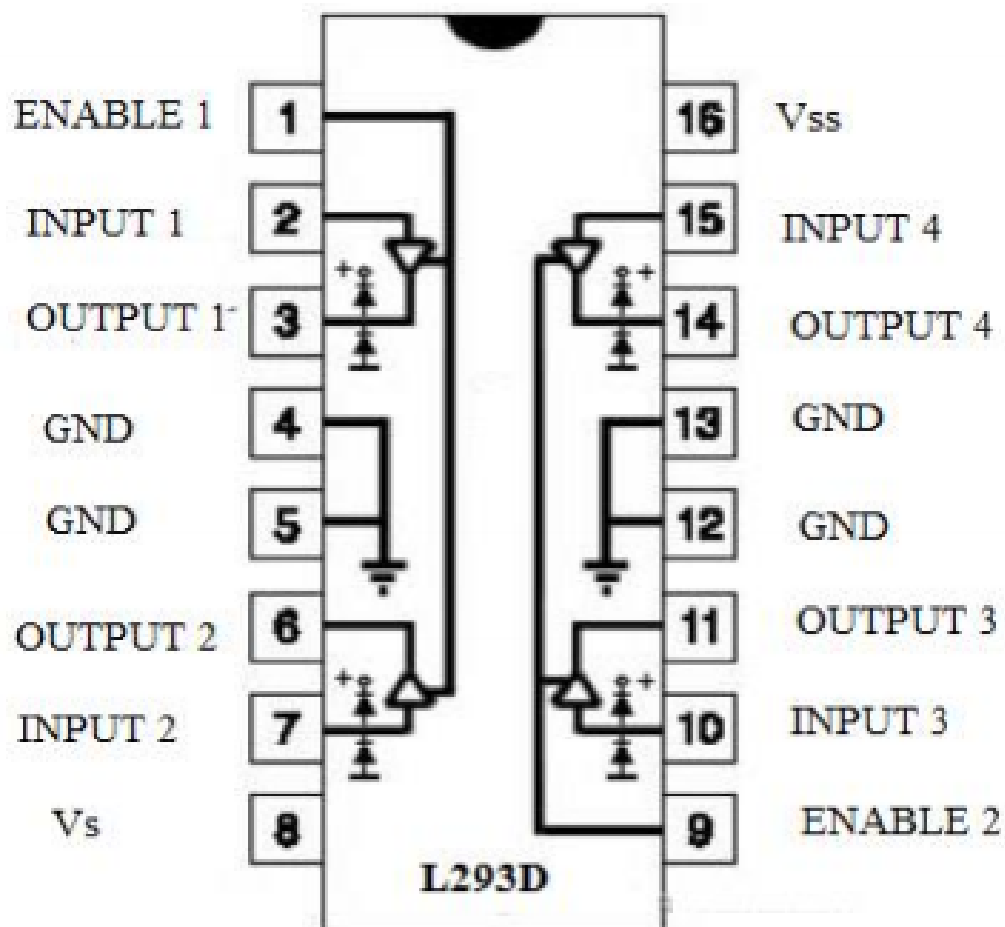 ENABLE 1 1 16 Vss
INPUT 1 2 15 INPUT 4
+ +
OUTPUT 1 3 14 OUTPUT 4
GND 4 13 GND
GND 5 12 GND
OUTPUT 2 6 11 OUTPUT 3
+ +
INPUT 2 7 10 INPUT 3
Vs 8 9 ENABLE 2
L293D